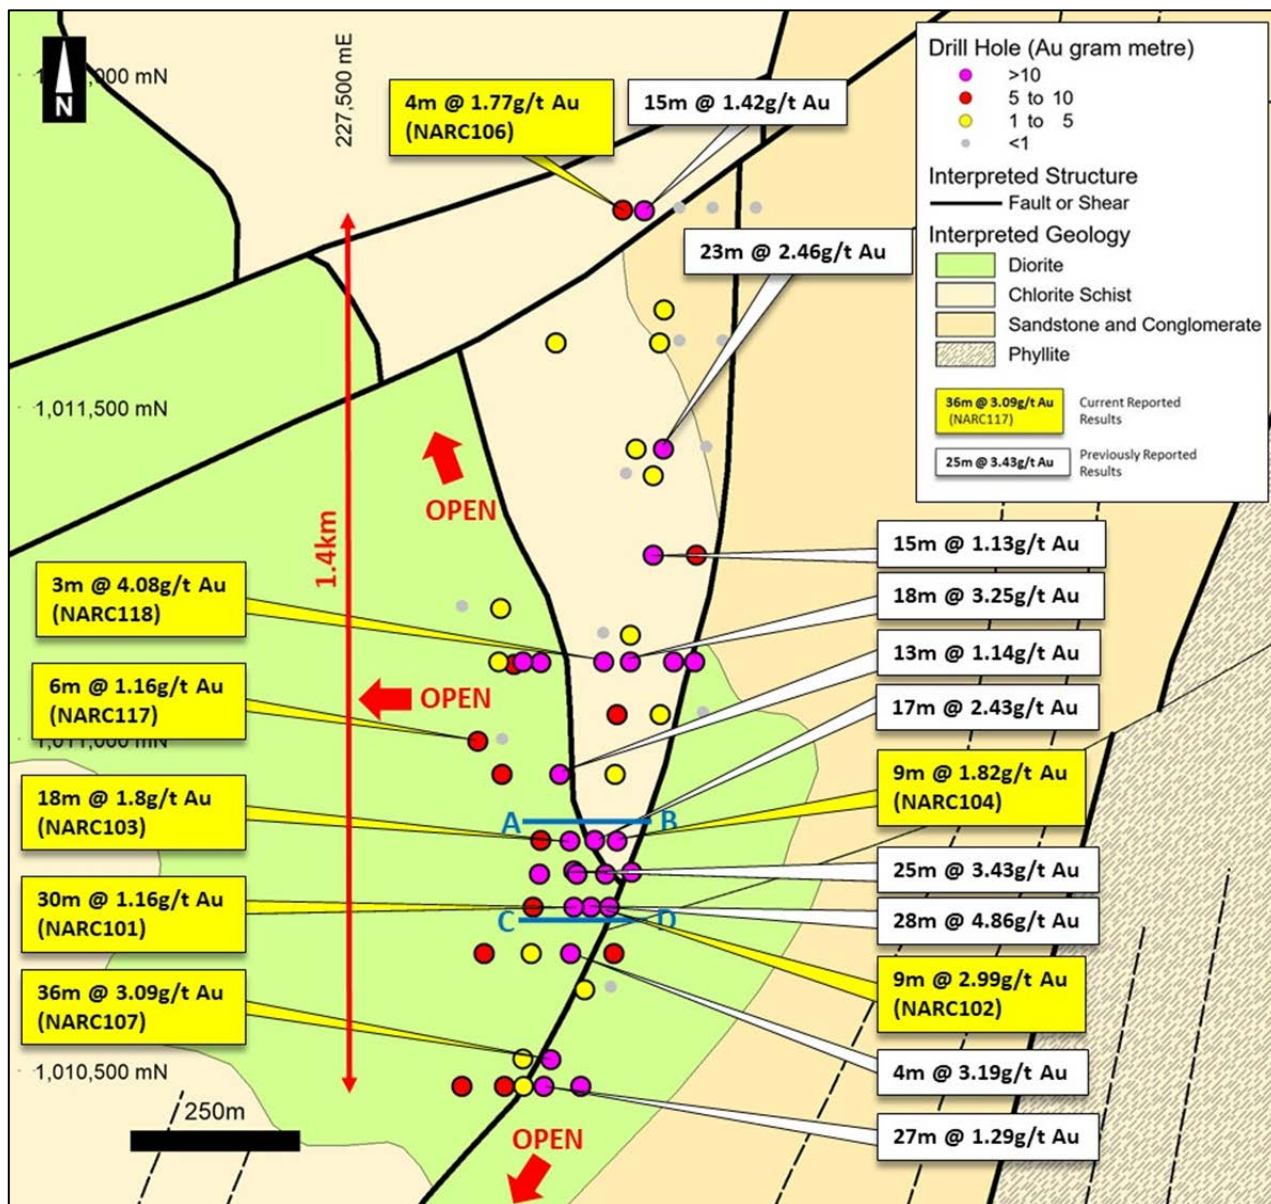 N
1,012,000 mN
227,500 mE
4m @ 1.77g/t Au
(NARC106)
15m @ 1.42g/t Au
23m @ 2.46g/t Au
Drill Hole (Au gram metre)
>10
5 to 10
1 to 5
<1
Interpreted Structure
Fault or Shear
Interpreted Geology
Diorite
Chlorite Schist
Sandstone and Conglomerate
Phyllite
36m @ 3.09g/t Au
(NARC117)
Current Reported
Results
25m @ 3.43g/t Au
Previously Reported
Results
1,011,500 mN
OPEN
1.4km
3m @ 4.08g/t Au
(NARC118)
OPEN
6m @ 1.16g/t Au
(NARC117)
1,011,000 mN
18m @ 1.8g/t Au
(NARC103)
30m @ 1.16g/t Au
(NARC101)
36m @ 3.09g/t Au
(NARC107)
1,010,500 mN
250m
OPEN
A
B
C
D
15m @ 1.13g/t Au
18m @ 3.25g/t Au
13m @ 1.14g/t Au
17m @ 2.43g/t Au
9m @ 1.82g/t Au
(NARC104)
25m @ 3.43g/t Au
28m @ 4.86g/t Au
9m @ 2.99g/t Au
(NARC102)
4m @ 3.19g/t Au
27m @ 1.29g/t Au